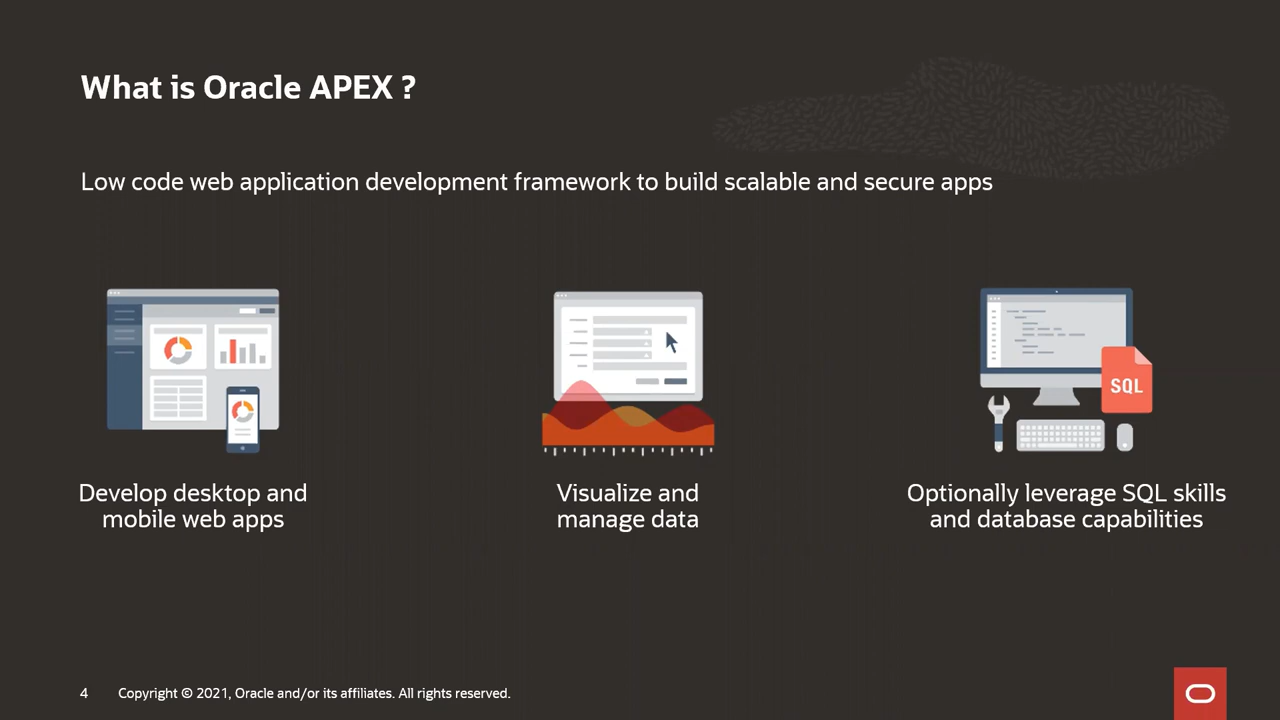 What is Oracle APEX ?
Low code web application development framework to build scalable and secure apps
SQL
Develop desktop and
mobile web apps
Visualize and
manage data
Optionally leverage SQL skills
and database capabilities
4 Copyright © 2021, Oracle and/or its affiliates. All rights reserved.